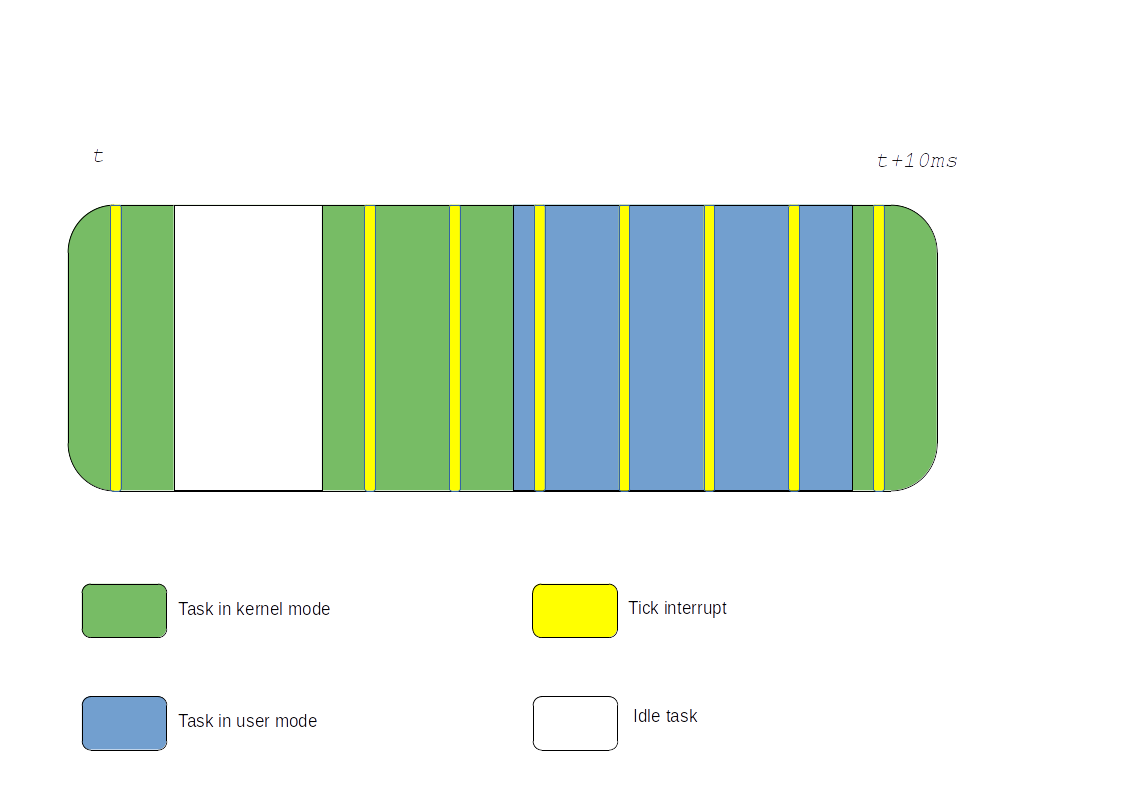 t
t+10ms
Task in kernel mode
Tick interrupt
Task in user mode
Idle task